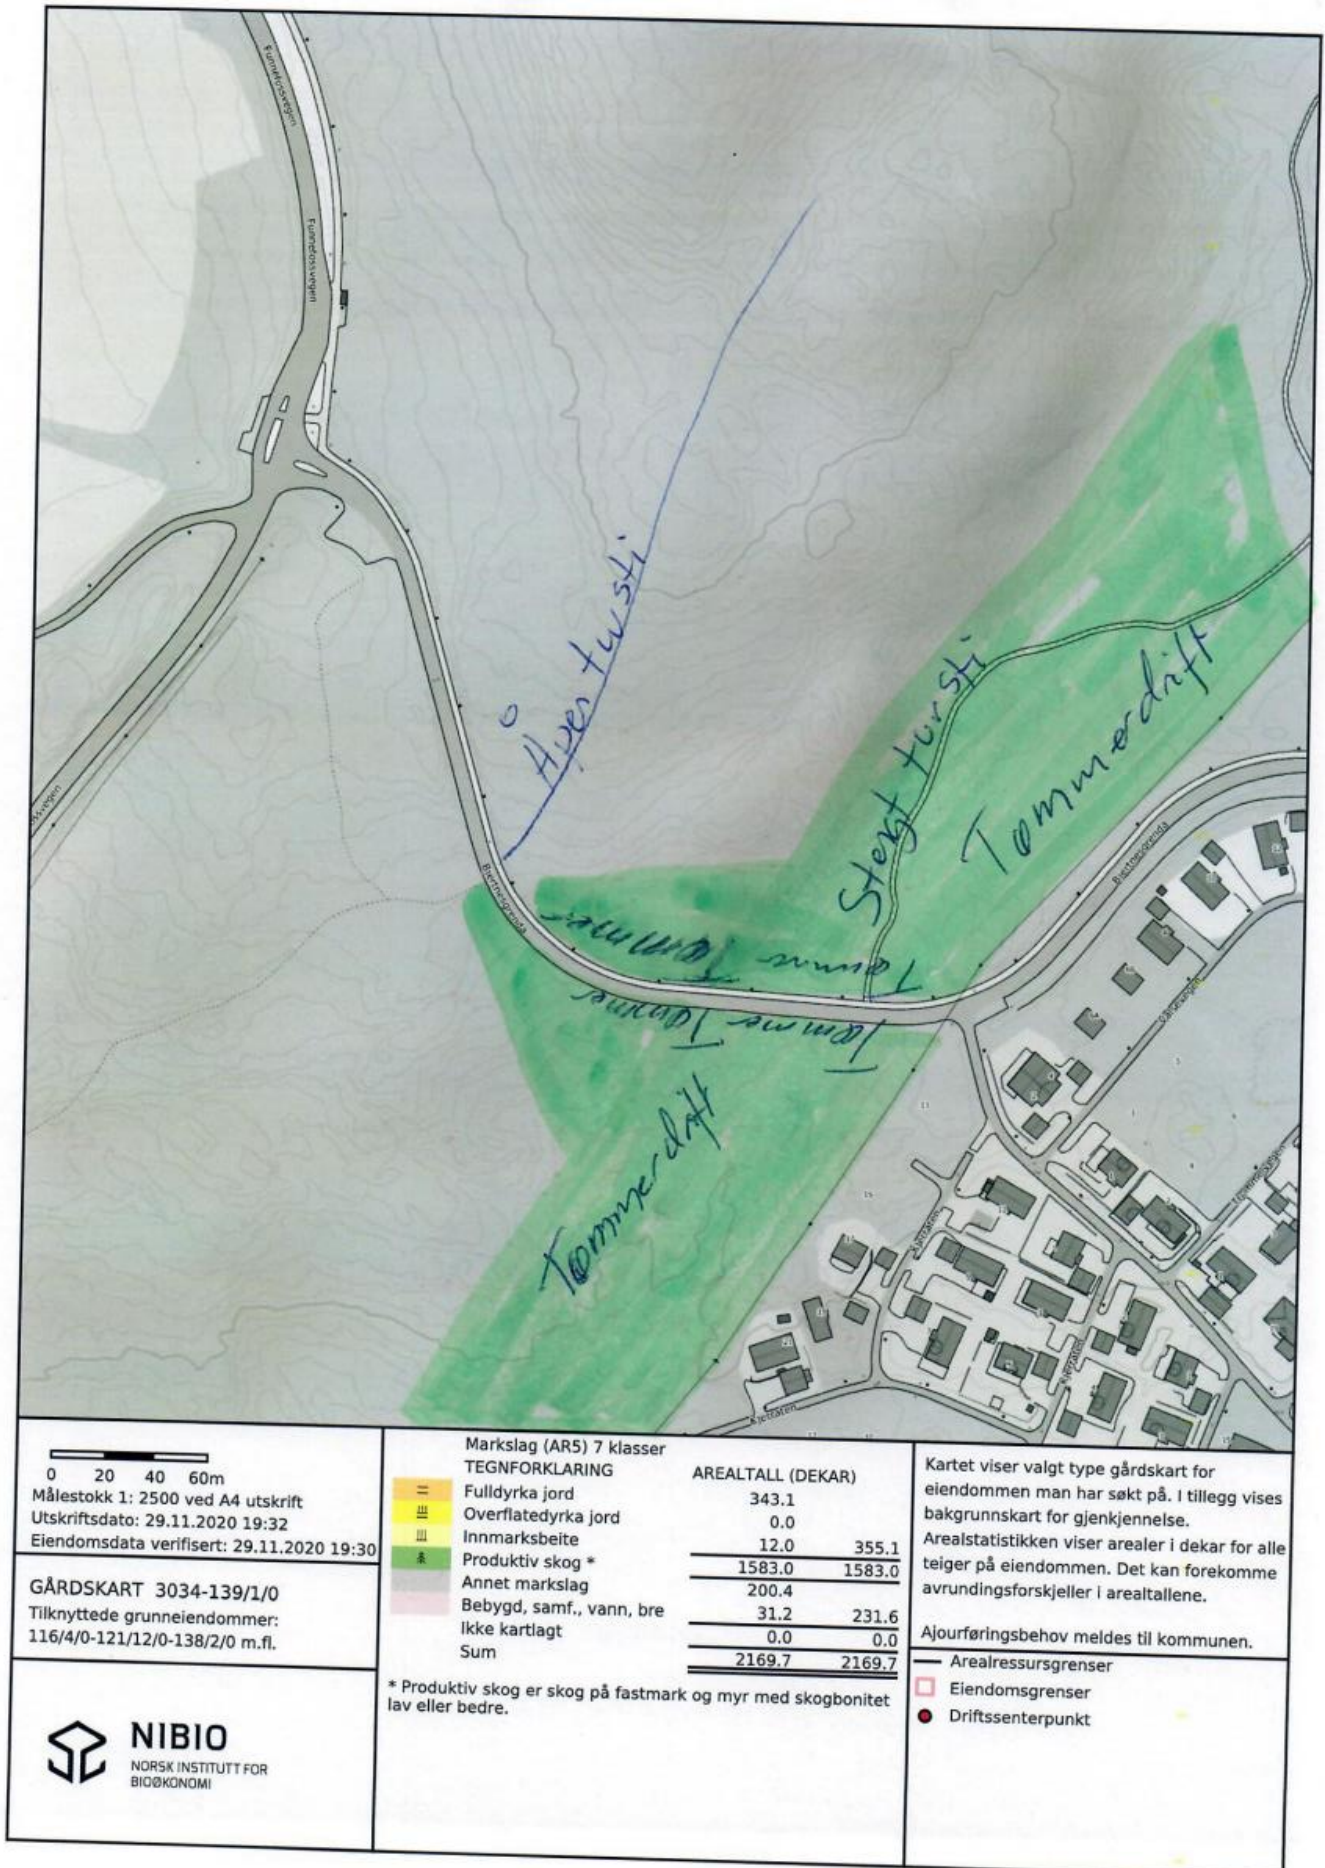 Funnefossvegen
Funnefossvegen
Åpen tursti
Stengt tursti
Tømmerdrift
Bjertnesgrenda
Bjertnesgrenda
Tømmer
Tømmer
Tømmer
Tømmerdrift
Kjerraten
Kjerraten
Kjerraten
0 20 40 60m
Målestokk 1: 2500 ved A4 utskrift
Utskriftsdato: 29.11.2020 19:32
Eiendomsdata verifisert: 29.11.2020 19:30
GÅRDSKART 3034-139/1/0
Tilknyttede grunneiendommer:
116/4/0-121/12/0-138/2/0 m.fl.
NIBIO
NORSK INSTITUTT FOR
BIOØKONOMI
Markslag (AR5) 7 klasser
TEGNFORKLARING AREALTALL (DEKAR)
Fulldyrka jord 343.1
Overflatedyrka jord 0.0
Innmarksbeite 12.0 355.1
Produktiv skog * 1583.0 1583.0
Annet markslag 200.4
Bebygd, samf., vann, bre 31.2 231.6
Ikke kartlagt 0.0 0.0
Sum 2169.7 2169.7
* Produktiv skog er skog på fastmark og myr med skogbonitet
lav eller bedre.
Kartet viser valgt type gårdskart for
eiendommen man har søkt på. I tillegg vises
bakgrunnskart for gjenkjennelse.
Arealstatistikken viser arealer i dekar for alle
teiger på eiendommen. Det kan forekomme
avrundingsforskjeller i arealtallene.
Ajourføringsbehov meldes til kommunen.
Arealressursgrenser
Eiendomsgrenser
Driftssenterpunkt